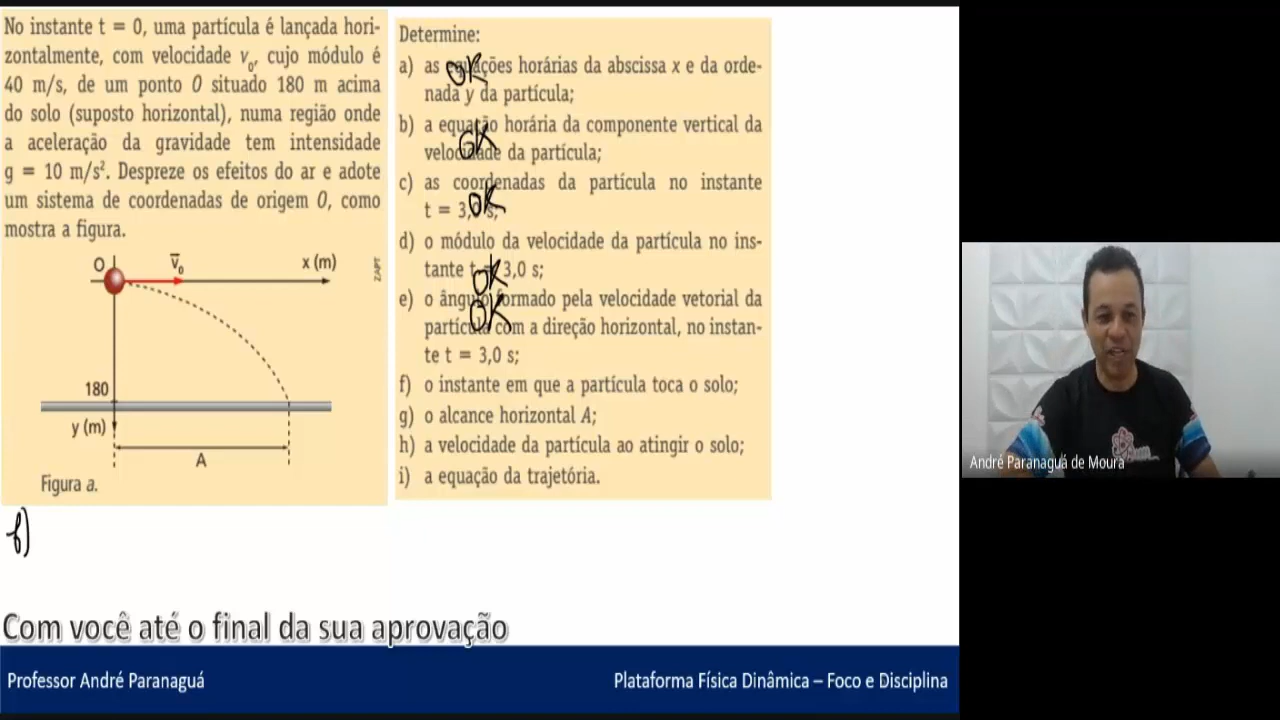 No instante t = 0, uma partícula é lançada hori-
zontalmente, com velocidade v₀, cujo módulo é
40 m/s, de um ponto O situado 180 m acima
do solo (suposto horizontal), numa região onde
a aceleração da gravidade tem intensidade
g = 10 m/s². Despreze os efeitos do ar e adote
um sistema de coordenadas de origem O, como
mostra a figura.
O
v₀
x (m)
ZAPT
180
y (m)
A
Figura a.
Determine:
a) as equações horárias da abscissa x e da orde-
nada y da partícula;
OK
b) a equação horária da componente vertical da
velocidade da partícula;
OK
c) as coordenadas da partícula no instante
t = 3,0 s;
OK
d) o módulo da velocidade da partícula no ins-
tante t = 3,0 s;
OK
e) o ângulo formado pela velocidade vetorial da
partícula com a direção horizontal, no instan-
te t = 3,0 s;
OK
f) o instante em que a partícula toca o solo;
g) o alcance horizontal A;
h) a velocidade da partícula ao atingir o solo;
i) a equação da trajetória.
f)
Com você até o final da sua aprovação
Professor André Paranaguá
Plataforma Física Dinâmica – Foco e Disciplina
André Paranaguá de Moura